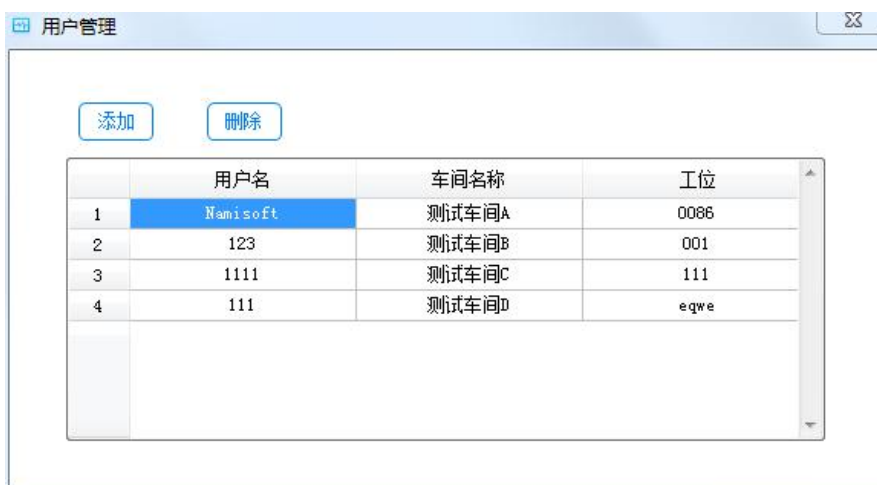 用户管理
添加 删除
用户名 车间名称 工位
1 Namisoft 测试车间A 0086
2 123 测试车间B 001
3 1111 测试车间C 111
4 111 测试车间D eqwe